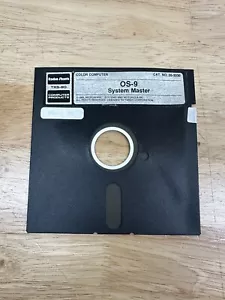 Radio Shack
TRS-80
COMPUTER
PRODUCTS
COLOR COMPUTER
CAT. NO. 26-3030
OS-9
System Master